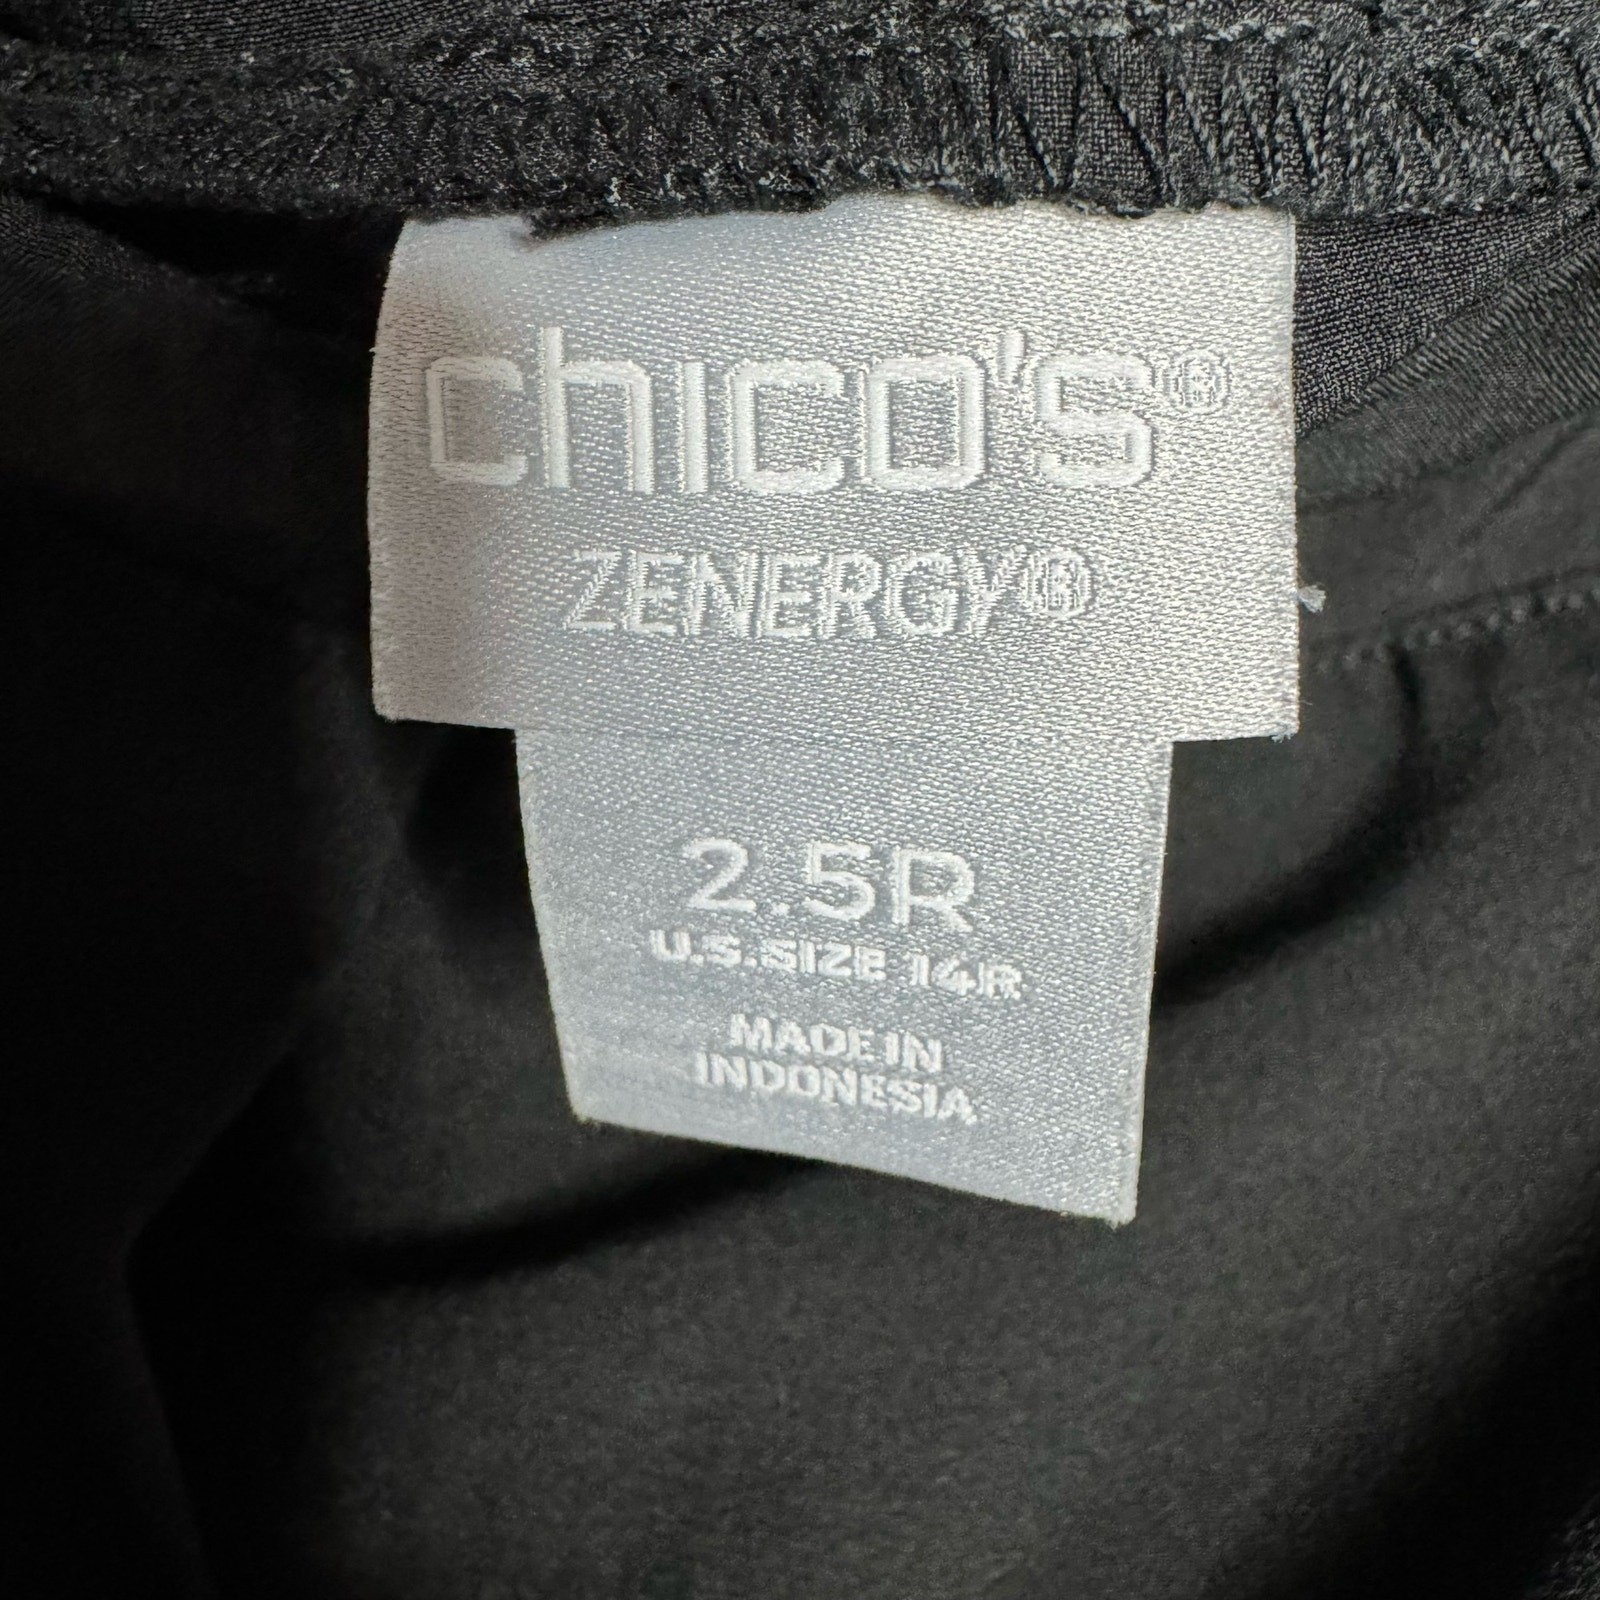 chico's®
ZENERGY®
2.5R
U.S.SIZE 14R
MADE IN
INDONESIA